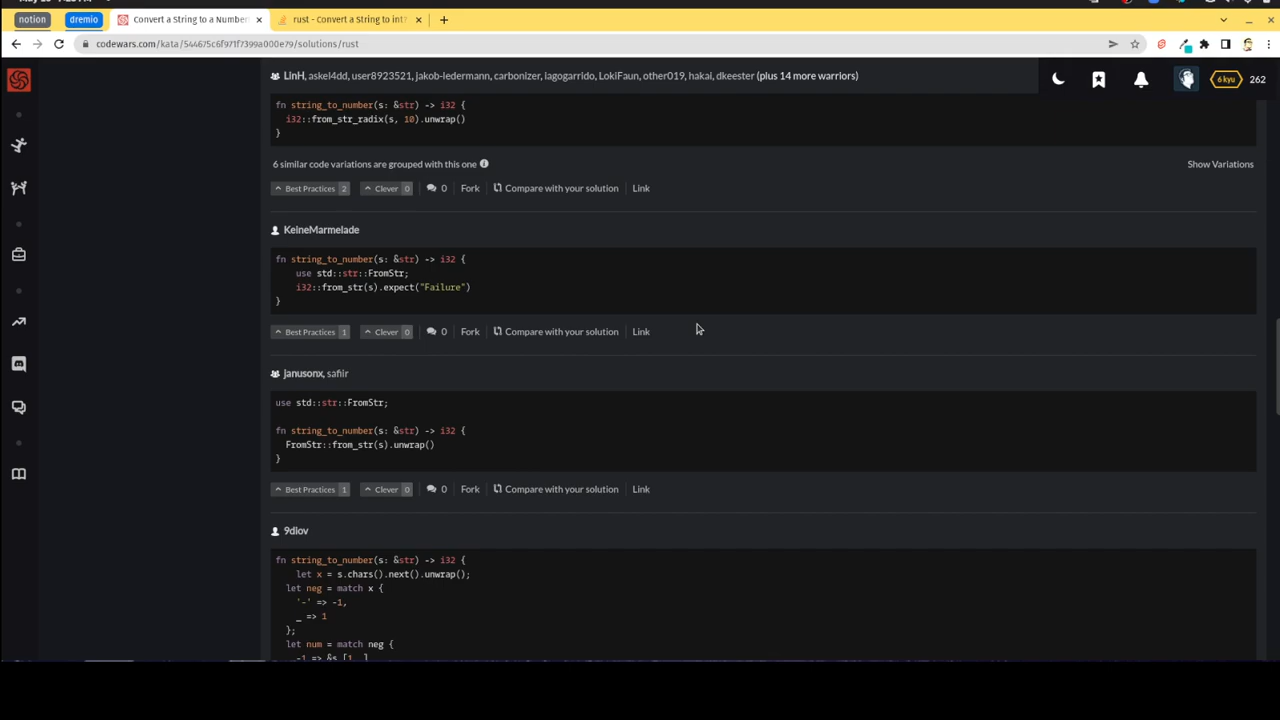 notion
dremio
Convert a String to a Number
rust - Convert a String to int?
codewars.com/kata/544675c6f971f7399a000e79/solutions/rust
LinH, askel4dd, user8923521, jakob-ledermann, carbonizer, iagogarrido, LokiFaun, other019, hakai, dkeester (plus 14 more warriors)
6 kyu
262
fn string_to_number(s: &str) -> i32 {
i32::from_str_radix(s, 10).unwrap()
}
6 similar code variations are grouped with this one
Show Variations
Best Practices 2 Clever 0 0 Fork Compare with your solution Link
KeineMarmelade
fn string_to_number(s: &str) -> i32 {
use std::str::FromStr;
i32::from_str(s).expect("Failure")
}
Best Practices 1 Clever 0 0 Fork Compare with your solution Link
janusonx, safiir
use std::str::FromStr;
fn string_to_number(s: &str) -> i32 {
FromStr::from_str(s).unwrap()
}
Best Practices 1 Clever 0 0 Fork Compare with your solution Link
9diov
fn string_to_number(s: &str) -> i32 {
let x = s.chars().next().unwrap();
let neg = match x {
'-' => -1,
_ => 1
};
let num = match neg {
-1 => &s[1..]